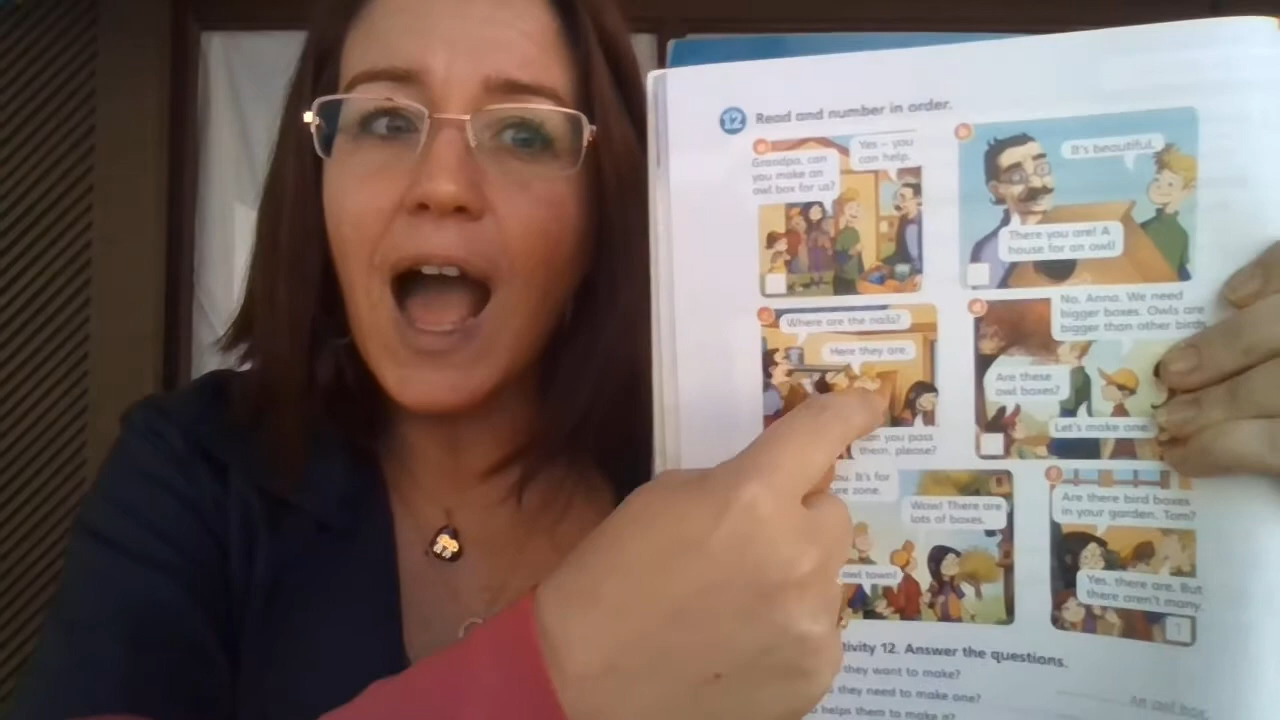 12 Read and number in order.
a
Grandpa, can
you make an
owl box for us?
Yes – you
can help.
b
It's beautiful.
There you are! A
house for an owl!
c
Where are the nails?
Here they are.
you pass
them, please?
d
No, Anna. We need
bigger boxes. Owls are
bigger than other birds
Are these
owl boxes?
Let's make one.
ou. It's for
re zone.
Wow! There are
lots of boxes.
owl town!
f
Are there bird boxes
in your garden, Tom?
Yes, there are. But
there aren't many.
1
tivity 12. Answer the questions.
they want to make?
An owl box.
they need to make one?
helps them to make it?